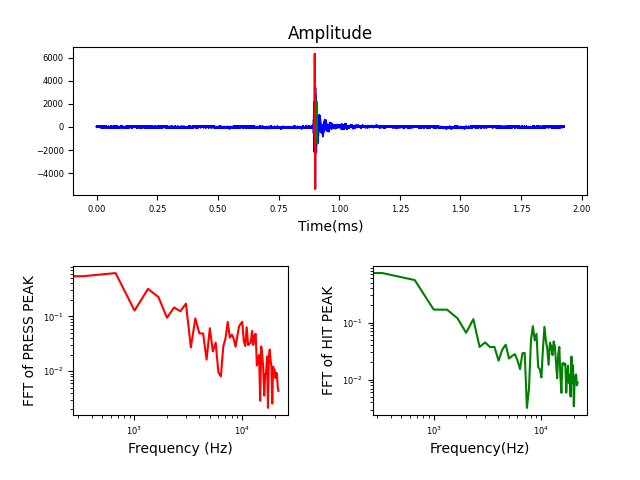 Amplitude
6000
4000
2000
0
−2000
−4000
0.00 0.25 0.50 0.75 1.00 1.25 1.50 1.75 2.00
Time(ms)
FFT of PRESS PEAK
10⁻¹
10⁻²
10³ 10⁴
Frequency (Hz)
FFT of HIT PEAK
10⁻¹
10⁻²
10³ 10⁴
Frequency(Hz)